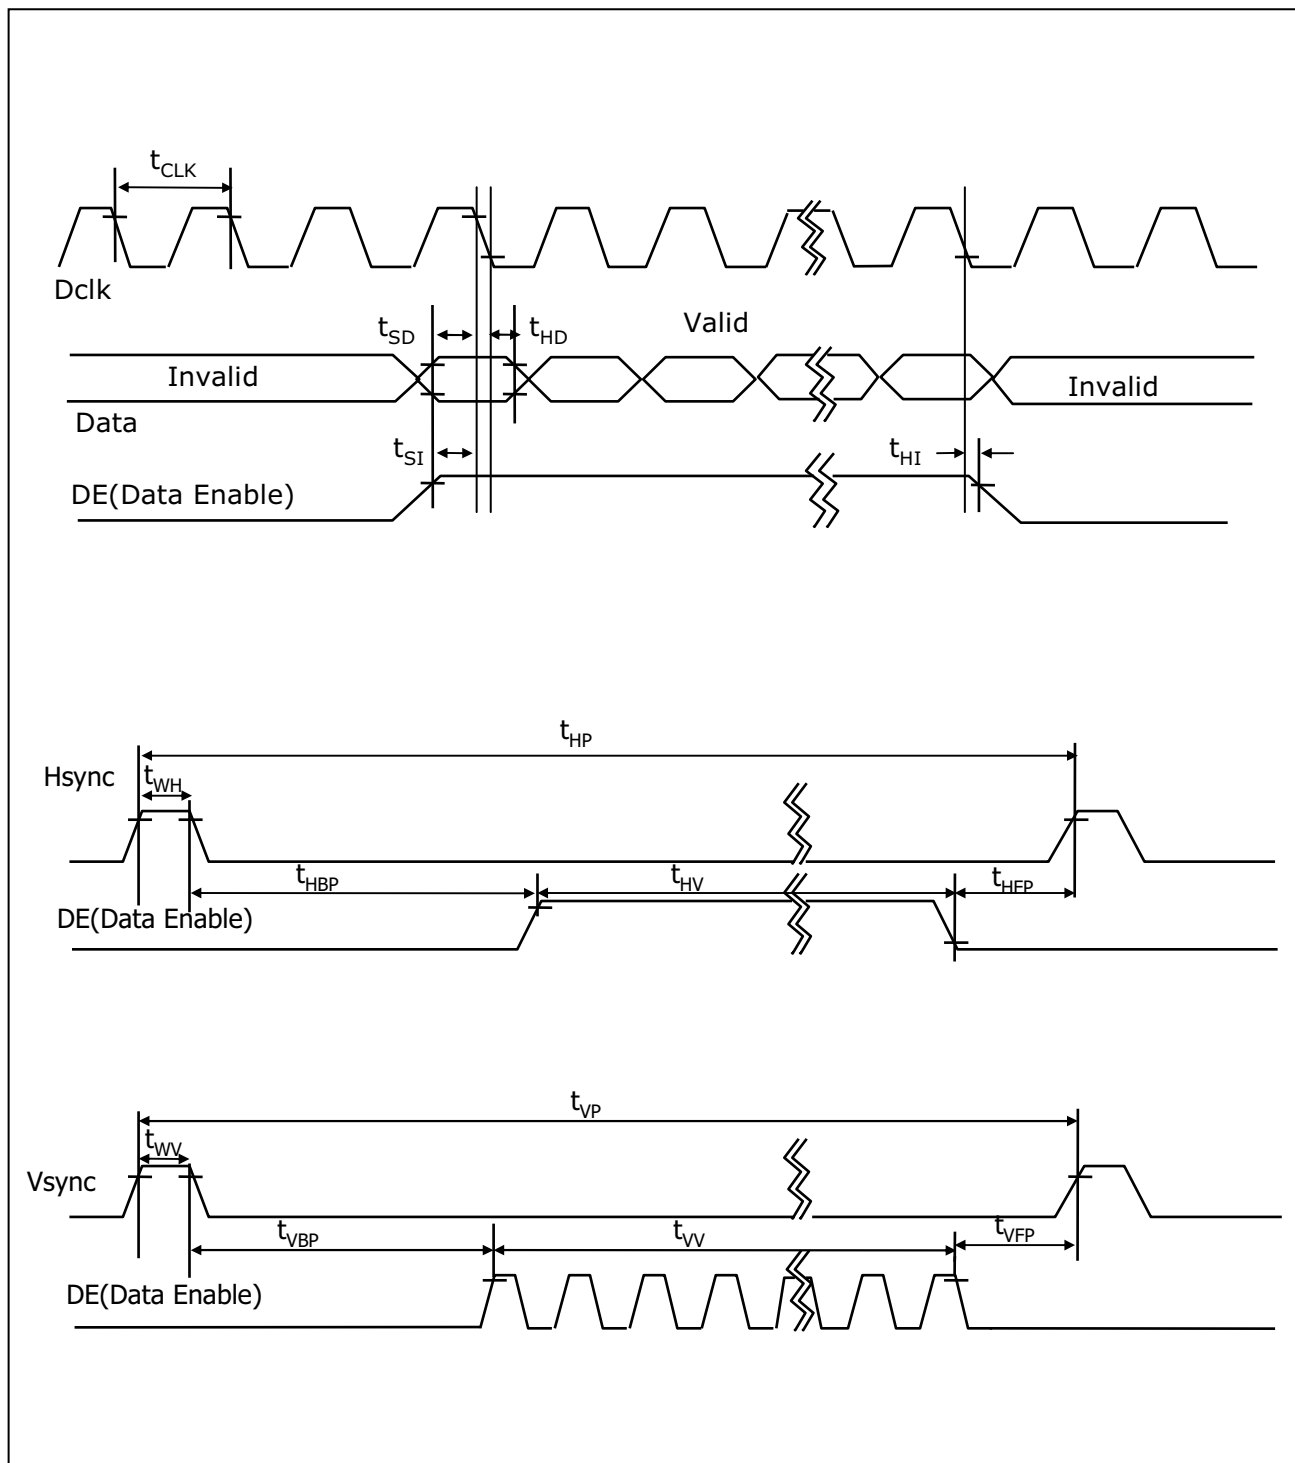 tCLK
Dclk
tSD
tHD
Valid
Invalid
Invalid
Data
tSI
tHI
DE(Data Enable)
tHP
Hsync
tWH
tHBP
tHV
tHFP
DE(Data Enable)
tVP
tWV
Vsync
tVBP
tVV
tVFP
DE(Data Enable)